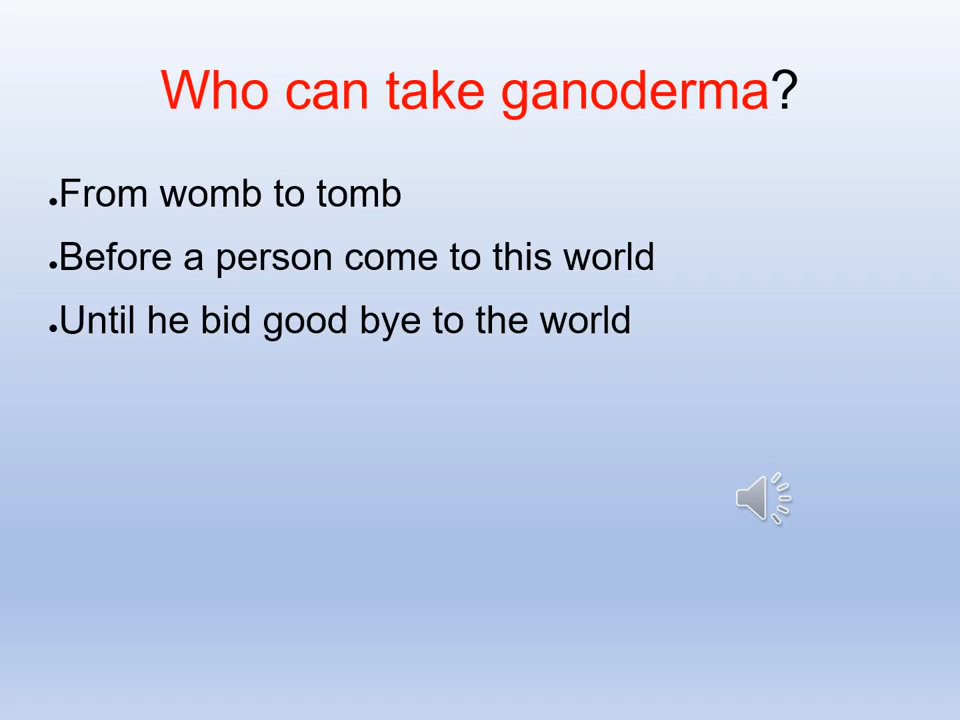 Who can take ganoderma?
●From womb to tomb
●Before a person come to this world
●Until he bid good bye to the world